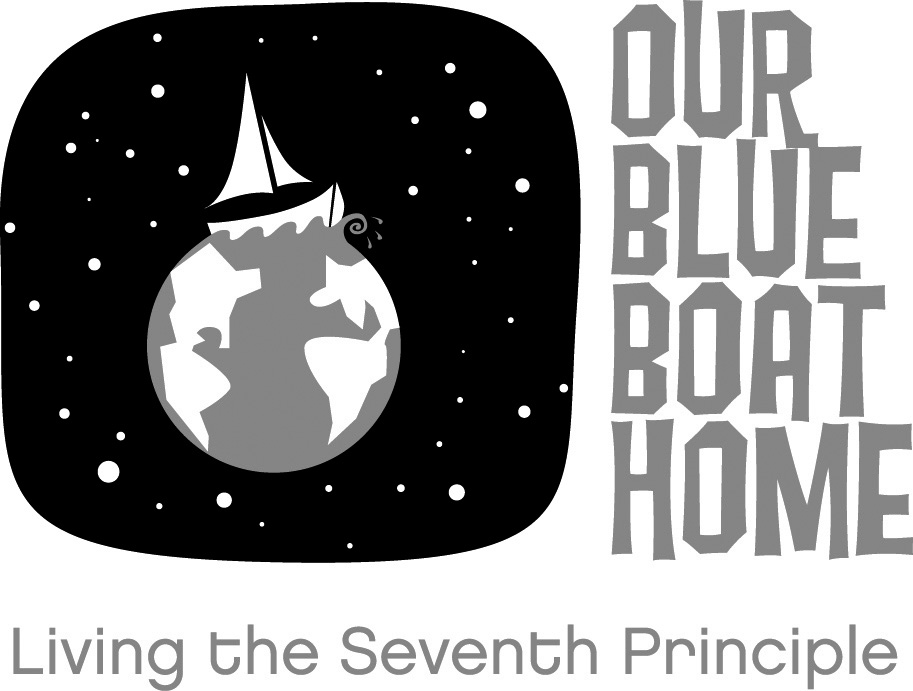 OUR
BLUE
BOAT
HOME
Living the Seventh Principle